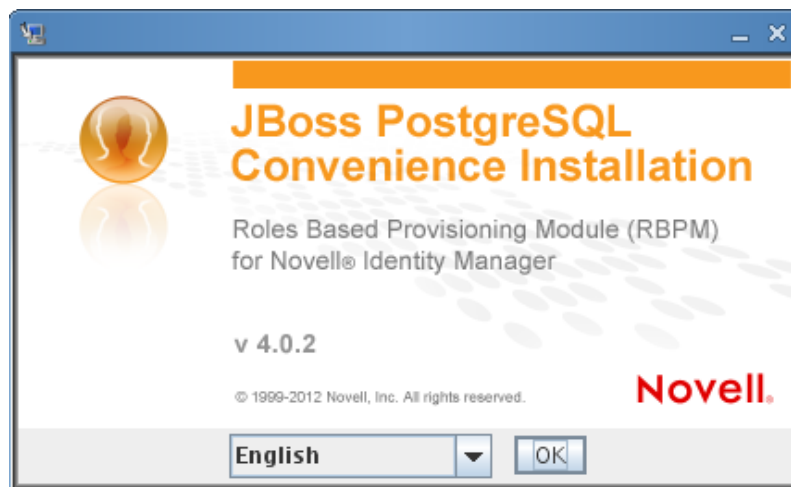 JBoss PostgreSQL
Convenience Installation
Roles Based Provisioning Module (RBPM)
for Novell® Identity Manager
v 4.0.2
© 1999-2012 Novell, Inc. All rights reserved.
Novell®
English
OK